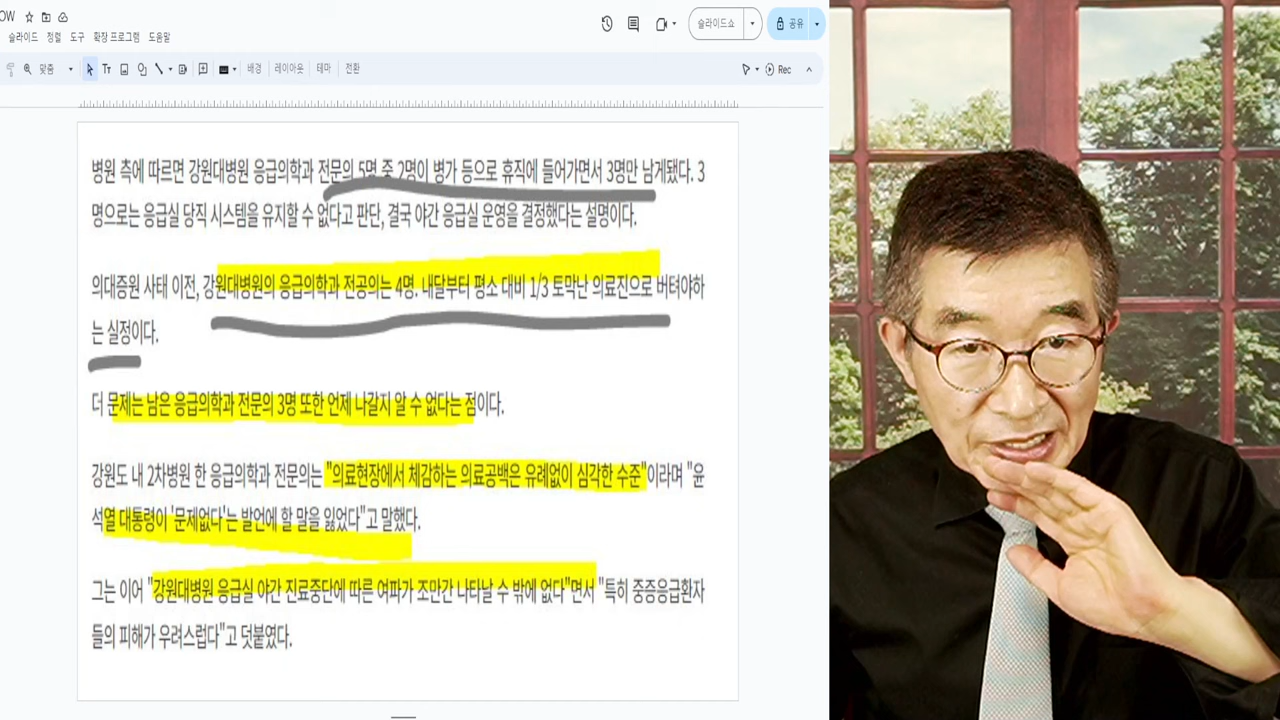 OW
슬라이드 정렬 도구 확장 프로그램 도움말
슬라이드쇼 공유
맞춤 Tr 배경 레이아웃 테마 전환 Rec
병원 측에 따르면 강원대병원 응급의학과 전문의 5명 중 2명이 병가 등으로 휴직에 들어가면서 3명만 남게됐다. 3
명으로는 응급실 당직 시스템을 유지할 수 없다고 판단, 결국 야간 응급실 운영을 결정했다는 설명이다.
의대증원 사태 이전, 강원대병원의 응급의학과 전공의는 4명. 내달부터 평소 대비 1/3 토막난 의료진으로 버텨야하
는 실정이다.
더 문제는 남은 응급의학과 전문의 3명 또한 언제 나갈지 알 수 없다는 점이다.
강원도 내 2차병원 한 응급의학과 전문의는 "의료현장에서 체감하는 의료공백은 유례없이 심각한 수준"이라며 "윤
석열 대통령이 '문제없다'는 발언에 할 말을 잃었다"고 말했다.
그는 이어 "강원대병원 응급실 야간 진료중단에 따른 여파가 조만간 나타날 수 밖에 없다"면서 "특히 중증응급환자
들의 피해가 우려스럽다"고 덧붙였다.